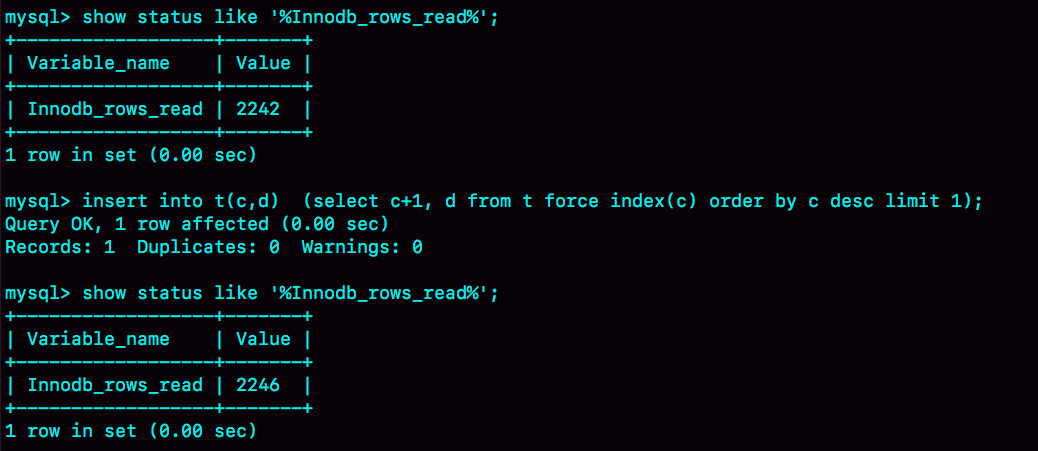 mysql> show status like '%Innodb_rows_read%';
+------------------+-------+
| Variable_name    | Value |
+------------------+-------+
| Innodb_rows_read | 2242  |
+------------------+-------+
1 row in set (0.00 sec)

mysql> insert into t(c,d)  (select c+1, d from t force index(c) order by c desc limit 1);
Query OK, 1 row affected (0.00 sec)
Records: 1  Duplicates: 0  Warnings: 0

mysql> show status like '%Innodb_rows_read%';
+------------------+-------+
| Variable_name    | Value |
+------------------+-------+
| Innodb_rows_read | 2246  |
+------------------+-------+
1 row in set (0.00 sec)